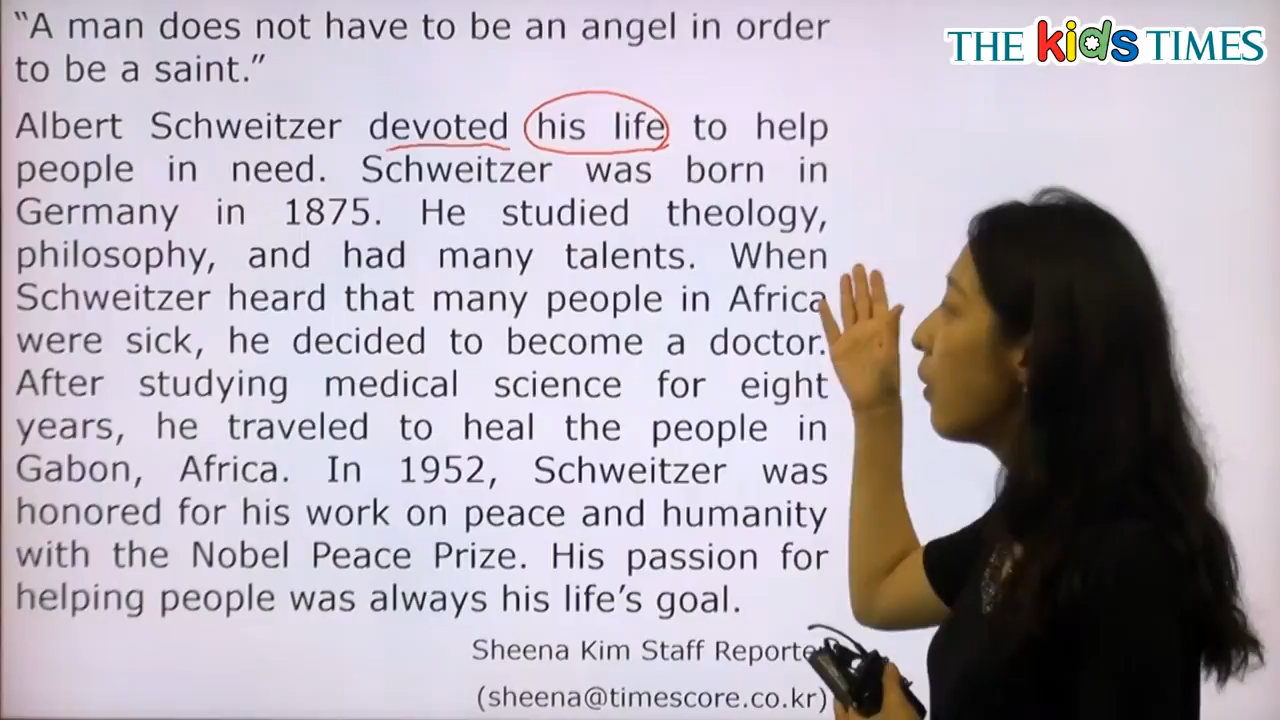 "A man does not have to be an angel in order
to be a saint."
THE kids TIMES
Albert Schweitzer devoted his life to help
people in need. Schweitzer was born in
Germany in 1875. He studied theology,
philosophy, and had many talents. When
Schweitzer heard that many people in Africa
were sick, he decided to become a doctor.
After studying medical science for eight
years, he traveled to heal the people in
Gabon, Africa. In 1952, Schweitzer was
honored for his work on peace and humanity
with the Nobel Peace Prize. His passion for
helping people was always his life's goal.
Sheena Kim Staff Reporte
(sheena@timescore.co.kr)